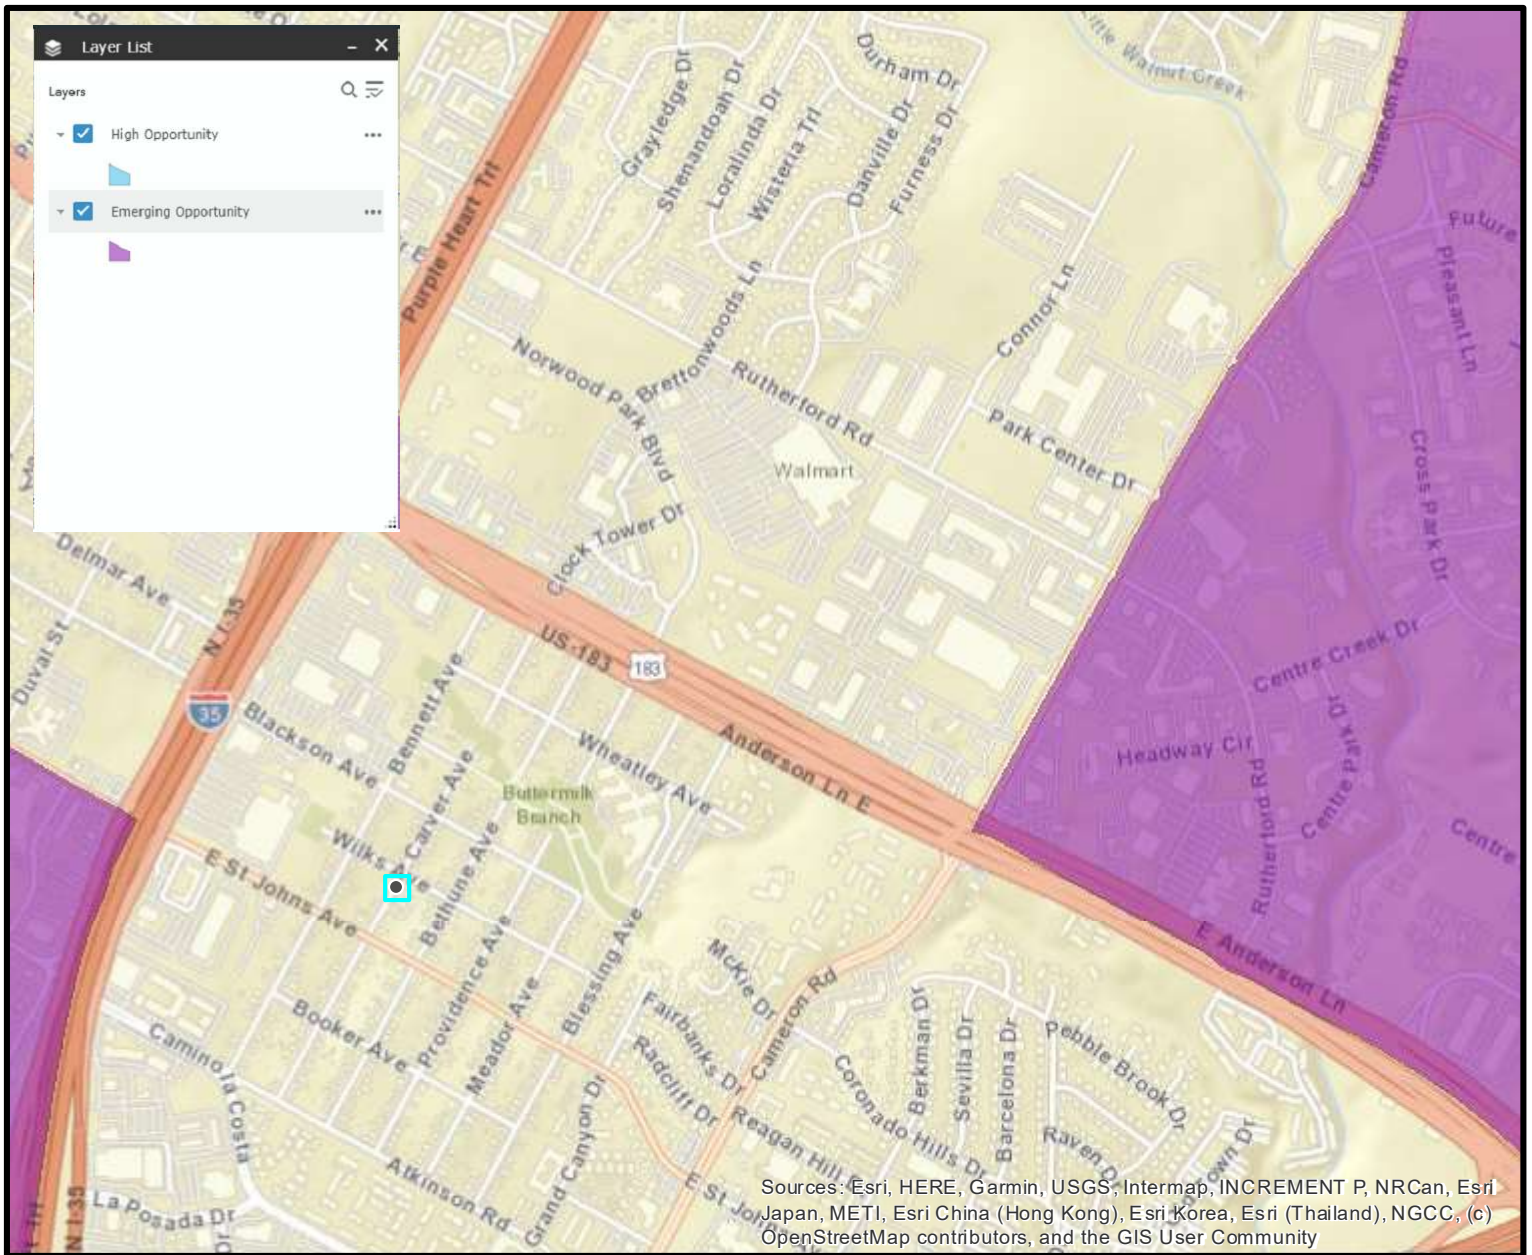 Layer List
Layers
High Opportunity
Emerging Opportunity
Durham Dr
Little Walnut Creek
Cameron Rd
Grayledge Dr
Shenandoah Dr
Loralinda Dr
Wisteria Trl
Danville Dr
Furness Dr
Purple Heart Trl
Future
Pleasant Ln
Connor Ln
Brettonwoods Ln
Norwood Park Blvd
Rutherford Rd
Park Center Dr
Walmart
Cross Park Dr
Clock Tower Dr
Delmar Ave
N I-35
Duval St
US-183
183
35
Bennett Ave
Blackson Ave
Carver Ave
Wheatley Ave
Anderson Ln E
Buttermilk
Branch
Centre Creek Dr
Headway Cir
Centre Park Dr
Rutherford Rd
Centre
Wilks Ave
E St Johns Ave
Bethune Ave
Providence Ave
Blessing Ave
E Anderson Ln
McKie Dr
Cameron Rd
Booker Ave
Meador Ave
Fairbanks Dr
Radcliff Dr
Berkman Dr
Sevilla Dr
Barcelona Dr
Pebble Brook Dr
Camino la Costa
Coronado Hills Dr
Reagan Hill
Raven
Grand Canyon Dr
Atkinson Rd
La Posada Dr
N I-35
E St Joh
Sources: Esri, HERE, Garmin, USGS, Intermap, INCREMENT P, NRCan, Esri
Japan, METI, Esri China (Hong Kong), Esri Korea, Esri (Thailand), NGCC, (c)
OpenStreetMap contributors, and the GIS User Community